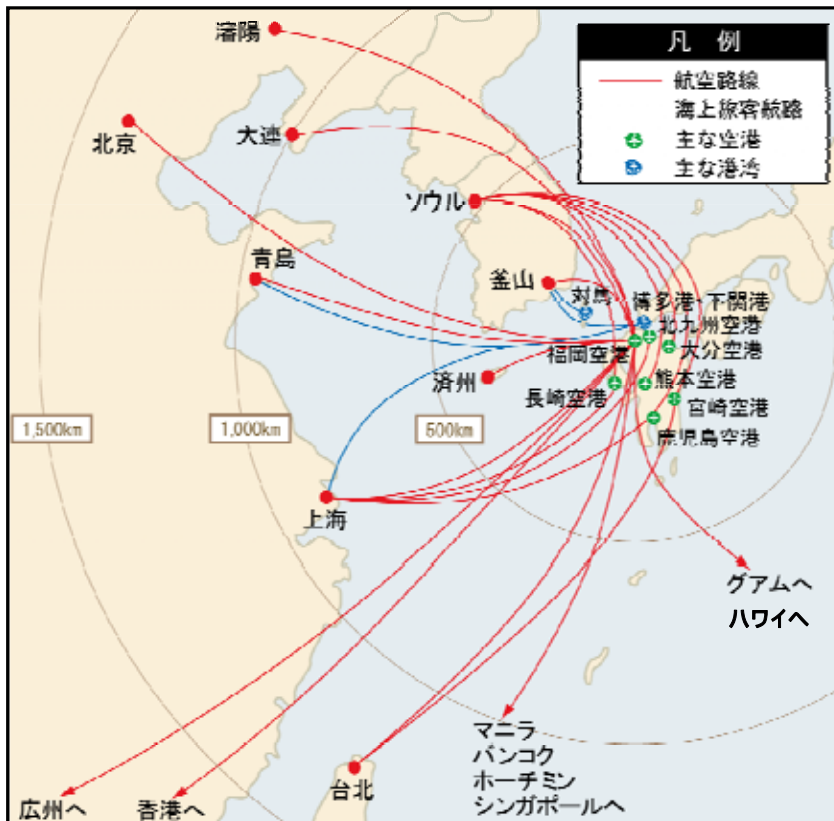 凡 例
航空路線
海上旅客航路
主な空港
主な港湾
瀋陽
北京
大連
ソウル
青島
釜山
対馬
博多港・下関港
北九州空港
福岡空港
大分空港
済州
長崎空港
熊本空港
宮崎空港
鹿児島空港
1,500km
1,000km
500km
上海
グアムへ
ハワイへ
マニラ
バンコク
ホーチミン
シンガポールへ
台北
広州へ
香港へ